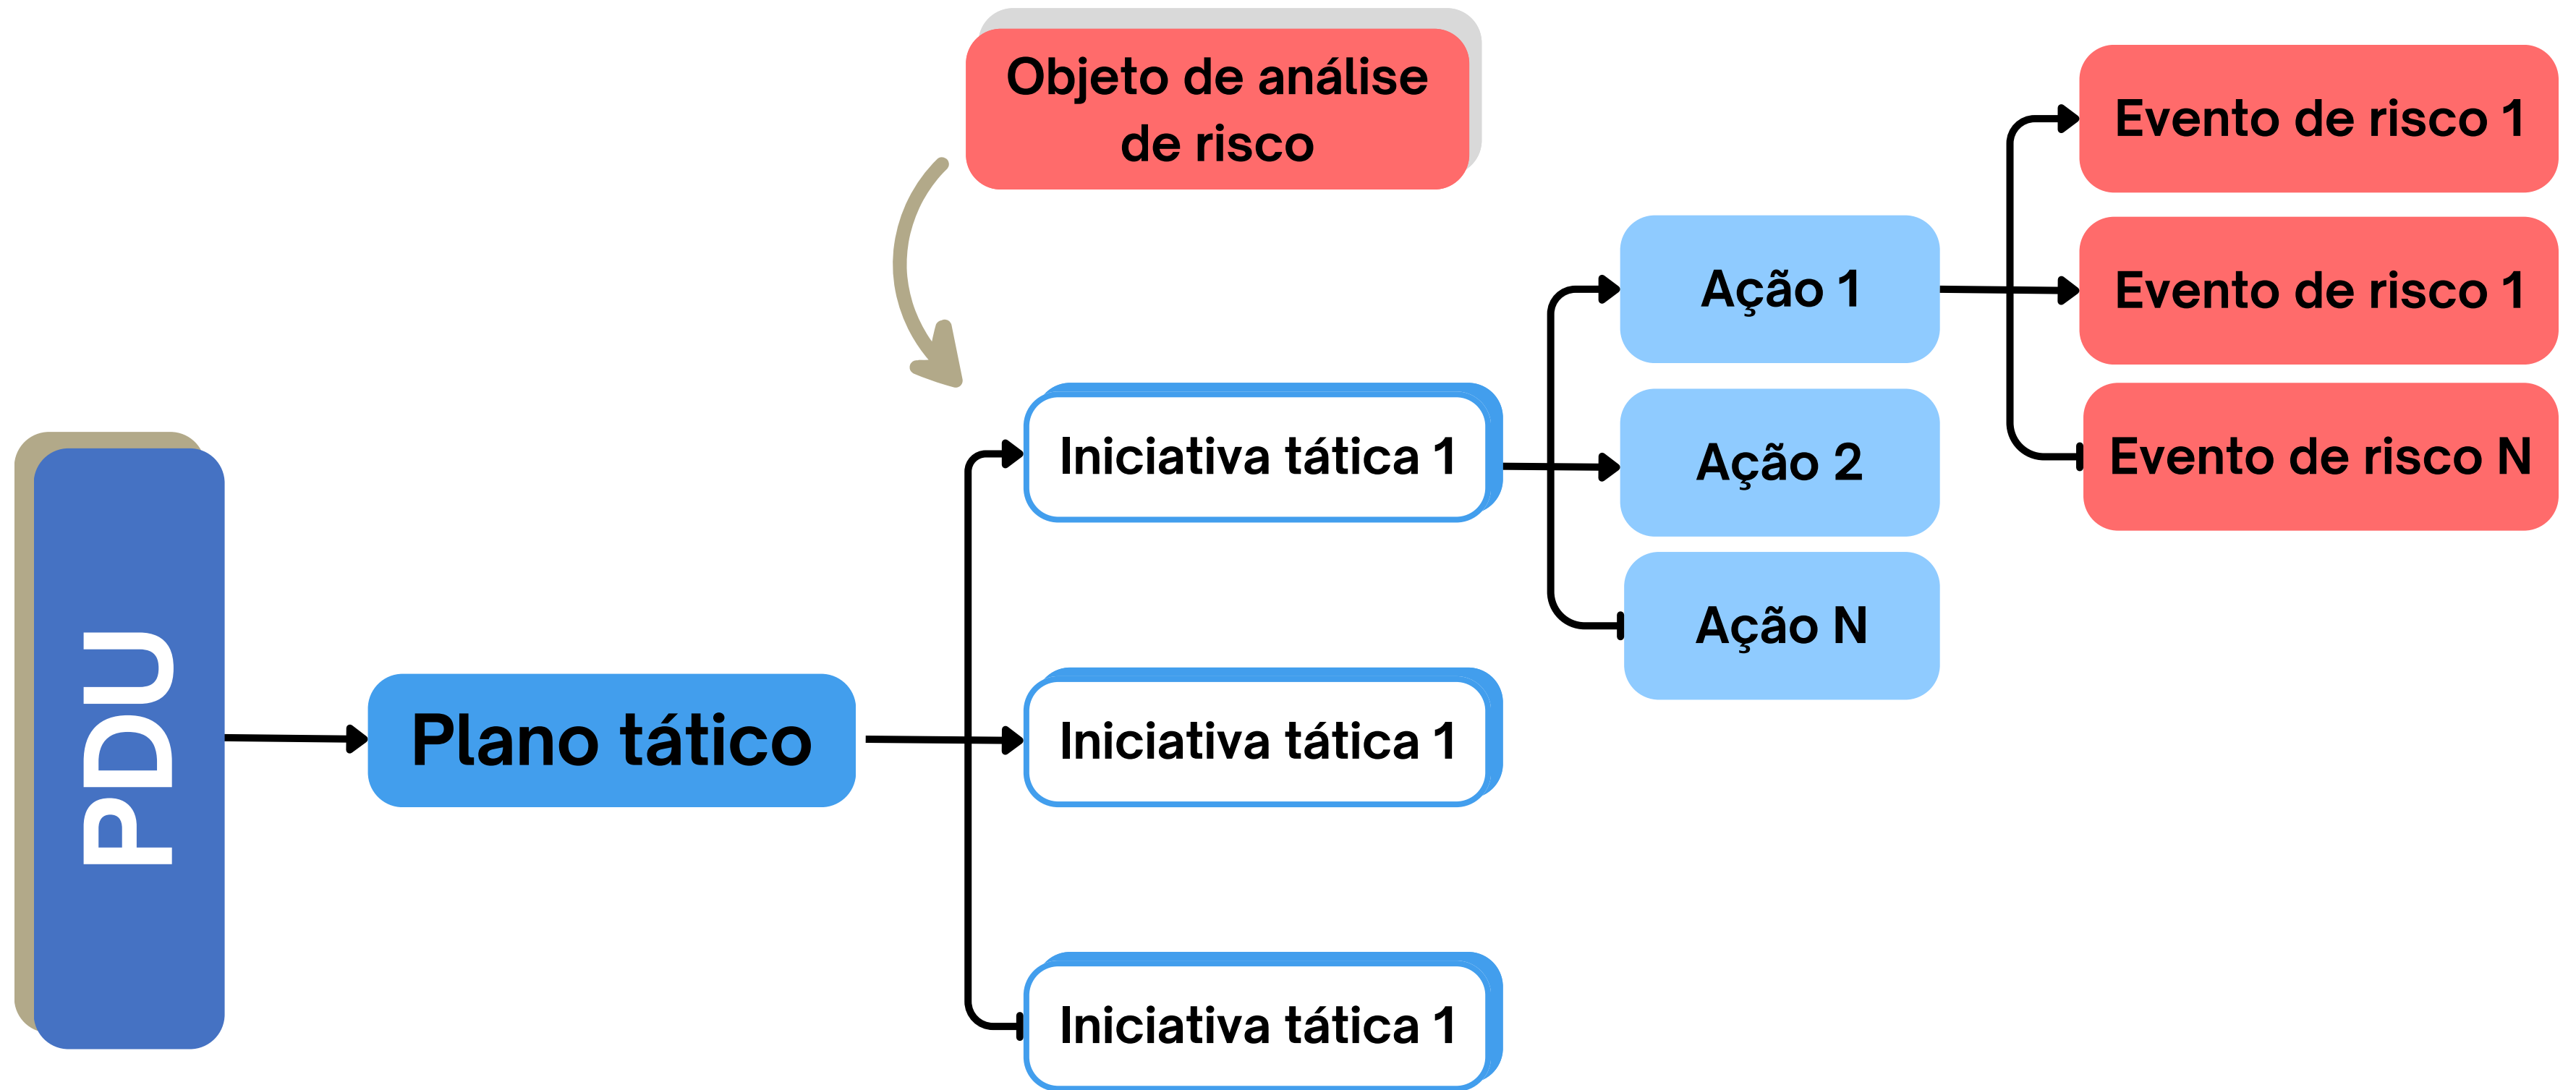 PDU
Plano tático
Objeto de análise
de risco
Iniciativa tática 1
Iniciativa tática 1
Iniciativa tática 1
Ação 1
Ação 2
Ação N
Evento de risco 1
Evento de risco 1
Evento de risco N